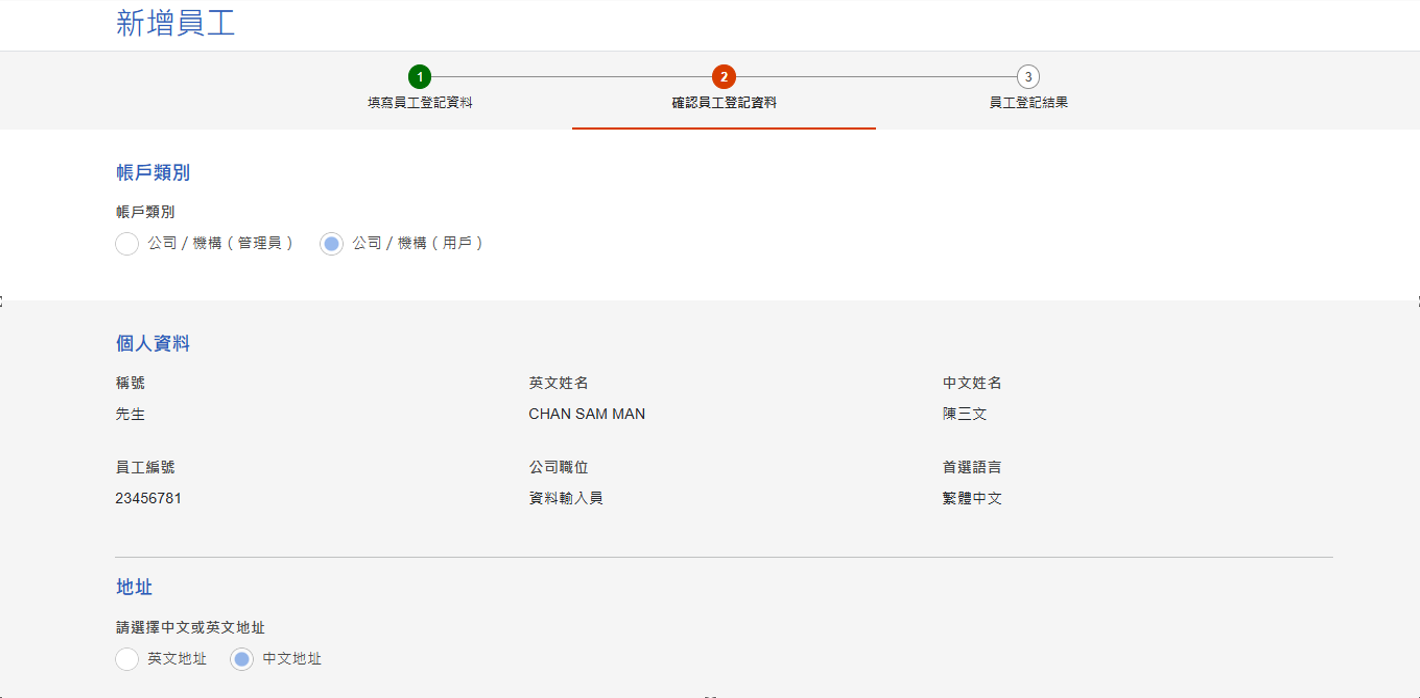 新增員工
1 2 3
填寫員工登記資料 確認員工登記資料 員工登記結果
帳戶類別
帳戶類別
公司 / 機構 ( 管理員 ) 公司 / 機構 ( 用戶 )
個人資料
稱號 英文姓名 中文姓名
先生 CHAN SAM MAN 陳三文
員工編號 公司職位 首選語言
23456781 資料輸入員 繁體中文
地址
請選擇中文或英文地址
英文地址 中文地址